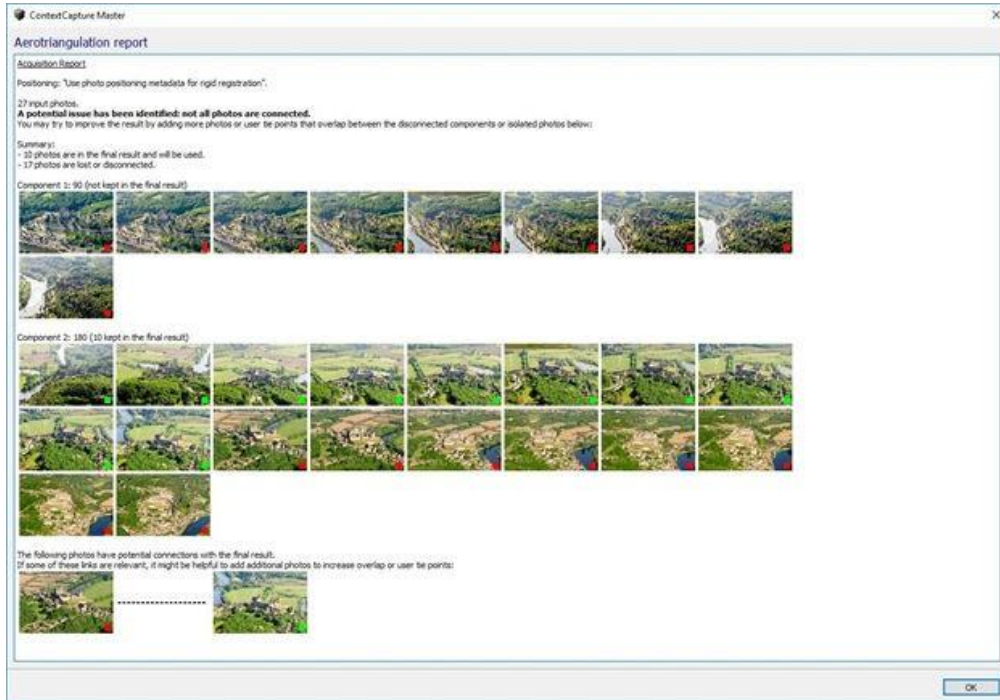 ContextCapture Master
Aerotriangulation report
Acquisition Report
Positioning: "Use photo positioning metadata for rigid registration".
27 input photos.
A potential issue has been identified: not all photos are connected.
You may try to improve the result by adding more photos or user tie points that overlap between the disconnected components or isolated photos below:
Summary:
- 10 photos are in the final result and will be used.
- 17 photos are lost or disconnected.
Component 1: 90 (not kept in the final result)
Component 2: 180 (10 kept in the final result)
The following photos have potential connections with the final result.
If some of these links are relevant, it might be helpful to add additional photos to increase overlap or user tie points:
OK